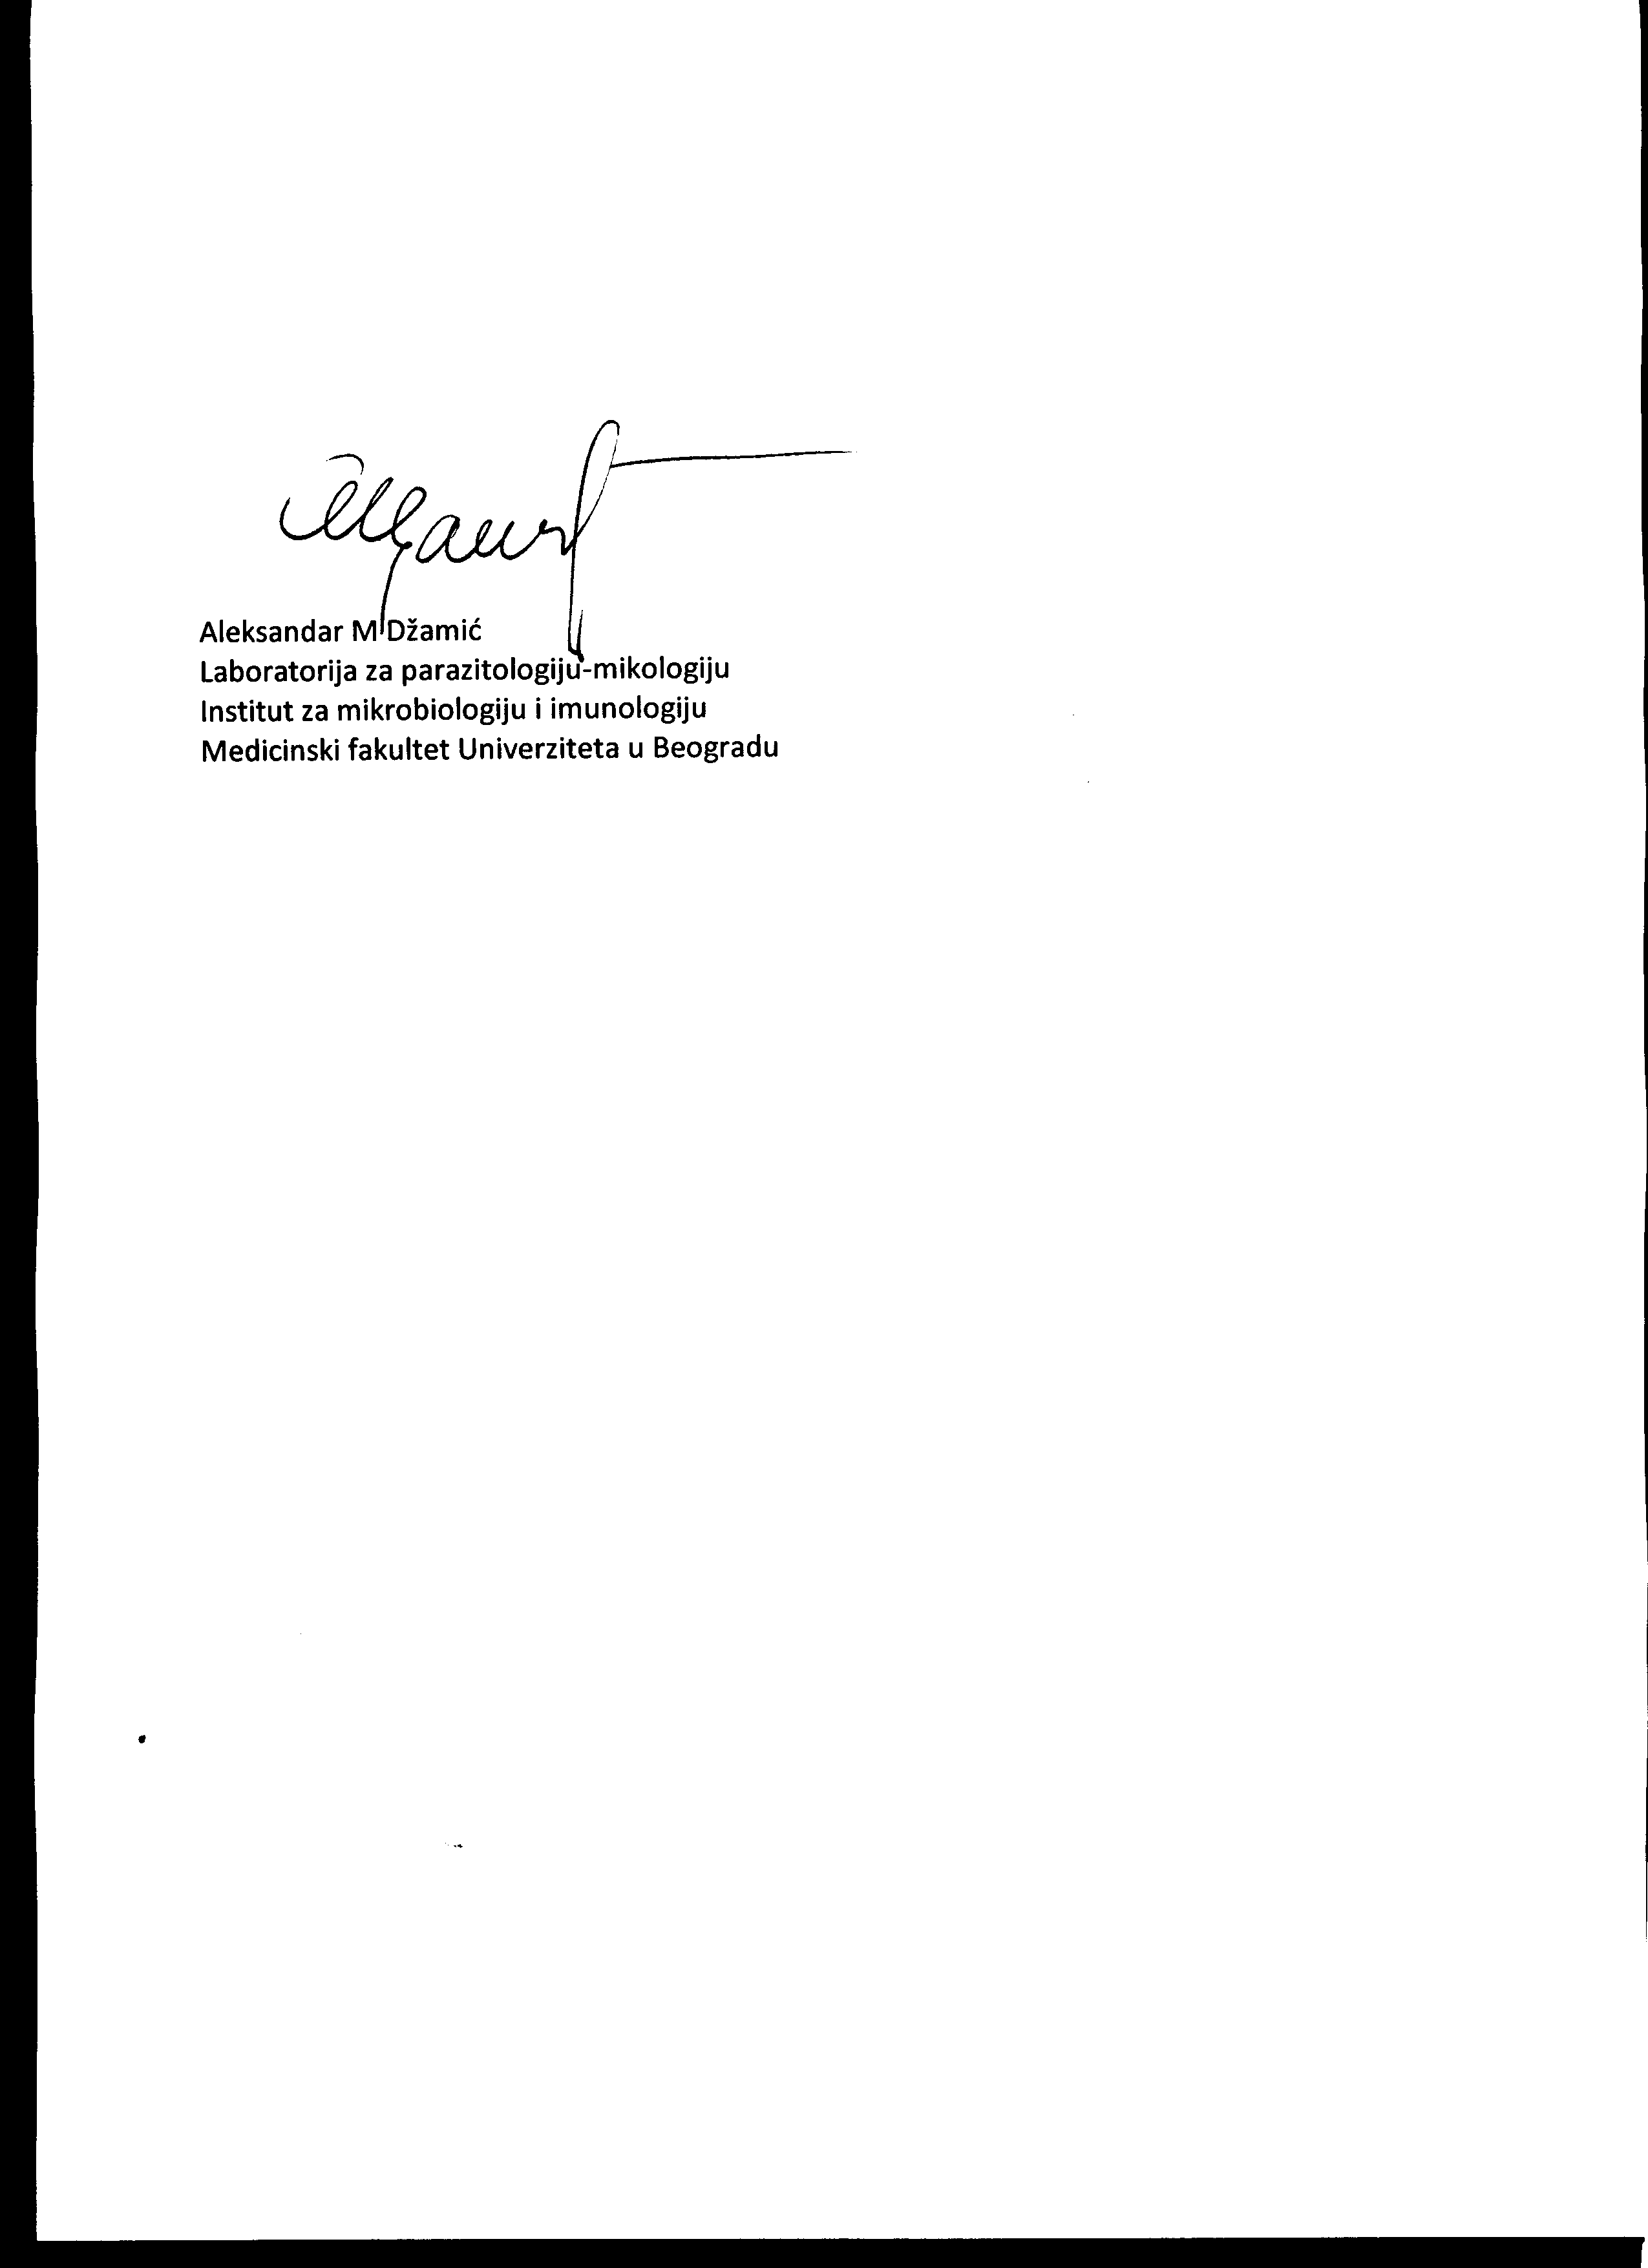 Aleksandar M Džamić
Laboratorija za parazitologiju-mikologiju
Institut za mikrobiologiju i imunologiju
Medicinski fakultet Univerziteta u Beogradu